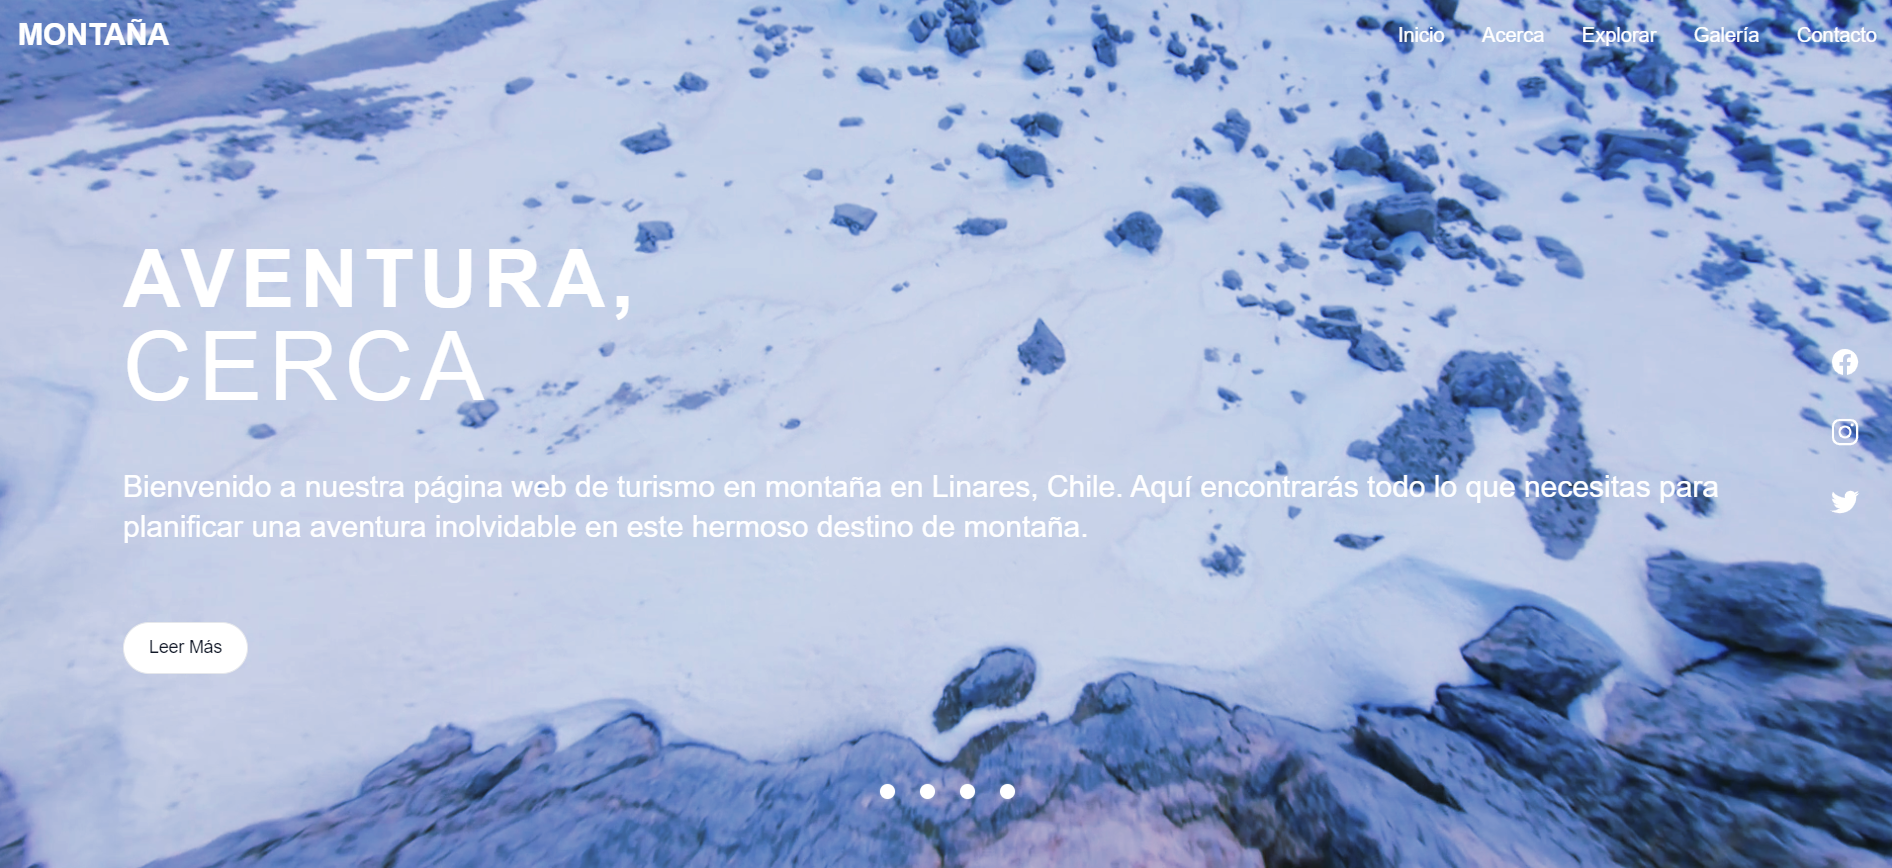 MONTAÑA
Inicio Acerca Explorar Galería Contacto
AVENTURA,
CERCA
Bienvenido a nuestra página web de turismo en montaña en Linares, Chile. Aquí encontrarás todo lo que necesitas para
planificar una aventura inolvidable en este hermoso destino de montaña.
Leer Más